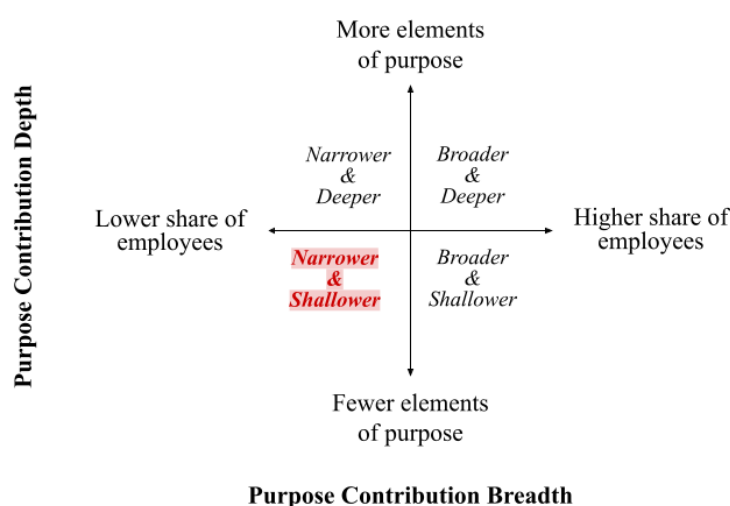 More elements
of purpose
Purpose Contribution Depth
Narrower
&
Deeper
Broader
&
Deeper
Lower share of
employees
Higher share of
employees
Narrower
&
Shallower
Broader
&
Shallower
Fewer elements
of purpose
Purpose Contribution Breadth